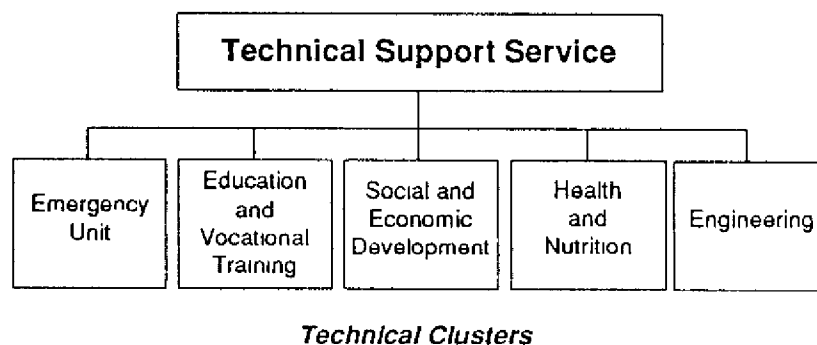 Technical Support Service
Emergency
Unit
Education
and
Vocational
Training
Social and
Economic
Development
Health
and
Nutrition
Engineering
Technical Clusters